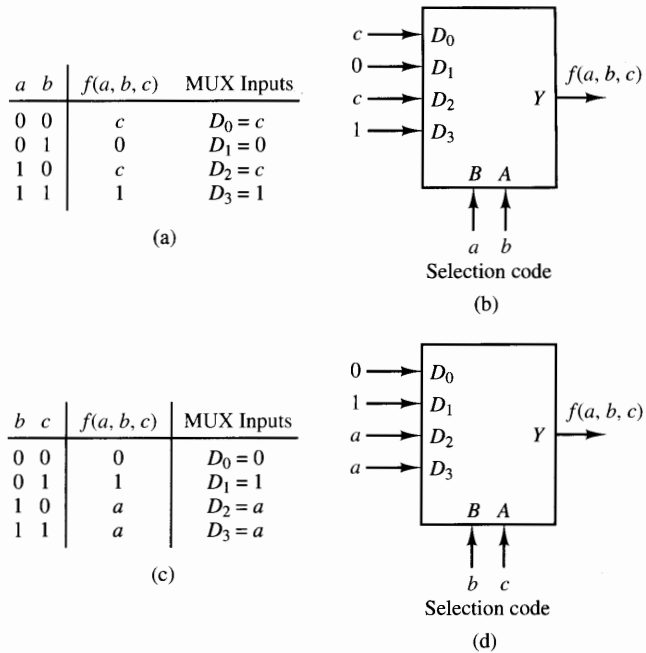 a b f(a, b, c) MUX Inputs
0 0 c D₀ = c
0 1 0 D₁ = 0
1 0 c D₂ = c
1 1 1 D₃ = 1
(a)
c D₀
0 D₁
c D₂ Y f(a, b, c)
1 D₃
B A
a b
Selection code
(b)
b c f(a, b, c) MUX Inputs
0 0 0 D₀ = 0
0 1 1 D₁ = 1
1 0 a D₂ = a
1 1 a D₃ = a
(c)
0 D₀
1 D₁
a D₂ Y f(a, b, c)
a D₃
B A
b c
Selection code
(d)